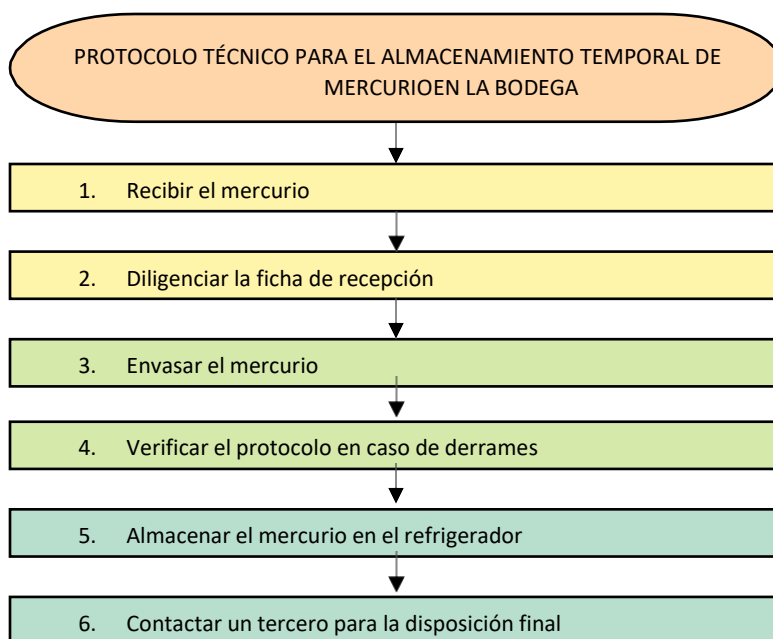 PROTOCOLO TÉCNICO PARA EL ALMACENAMIENTO TEMPORAL DE
MERCURIOEN LA BODEGA
1. Recibir el mercurio
2. Diligenciar la ficha de recepción
3. Envasar el mercurio
4. Verificar el protocolo en caso de derrames
5. Almacenar el mercurio en el refrigerador
6. Contactar un tercero para la disposición final